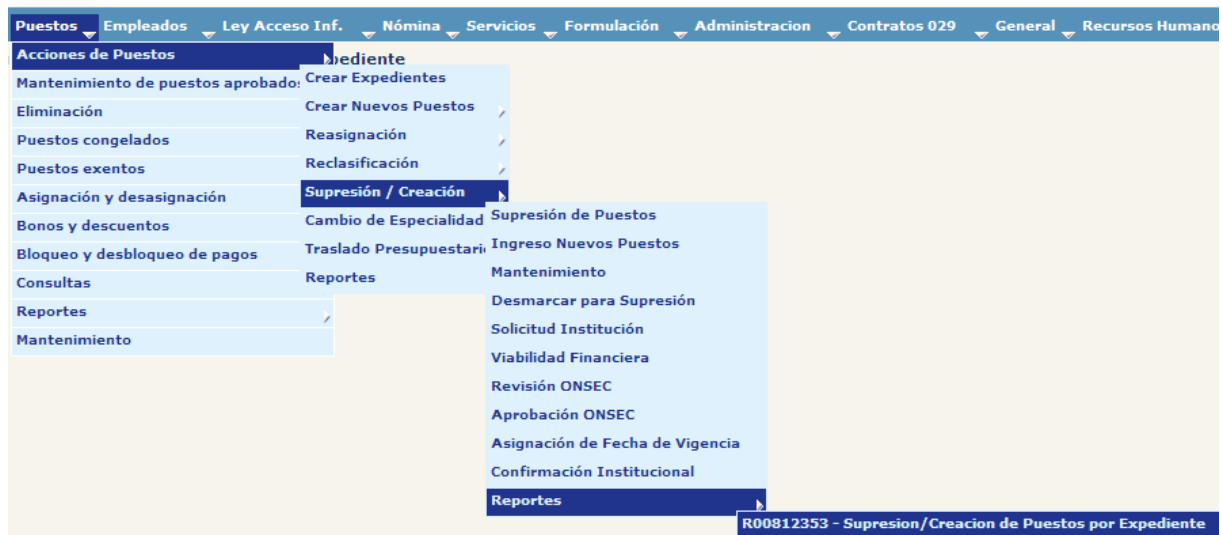 Puestos Empleados Ley Acceso Inf. Nómina Servicios Formulación Administracion Contratos 029 General Recursos Humano
Acciones de Puestos
Mantenimiento de puestos aprobados
Eliminación
Puestos congelados
Puestos exentos
Asignación y desasignación
Bonos y descuentos
Bloqueo y desbloqueo de pagos
Consultas
Reportes
Mantenimiento
pediente
Crear Expedientes
Crear Nuevos Puestos
Reasignación
Reclasificación
Supresión / Creación
Cambio de Especialidad
Traslado Presupuestari
Reportes
Supresión de Puestos
Ingreso Nuevos Puestos
Mantenimiento
Desmarcar para Supresión
Solicitud Institución
Viabilidad Financiera
Revisión ONSEC
Aprobación ONSEC
Asignación de Fecha de Vigencia
Confirmación Institucional
Reportes
R00812353 - Supresion/Creacion de Puestos por Expediente